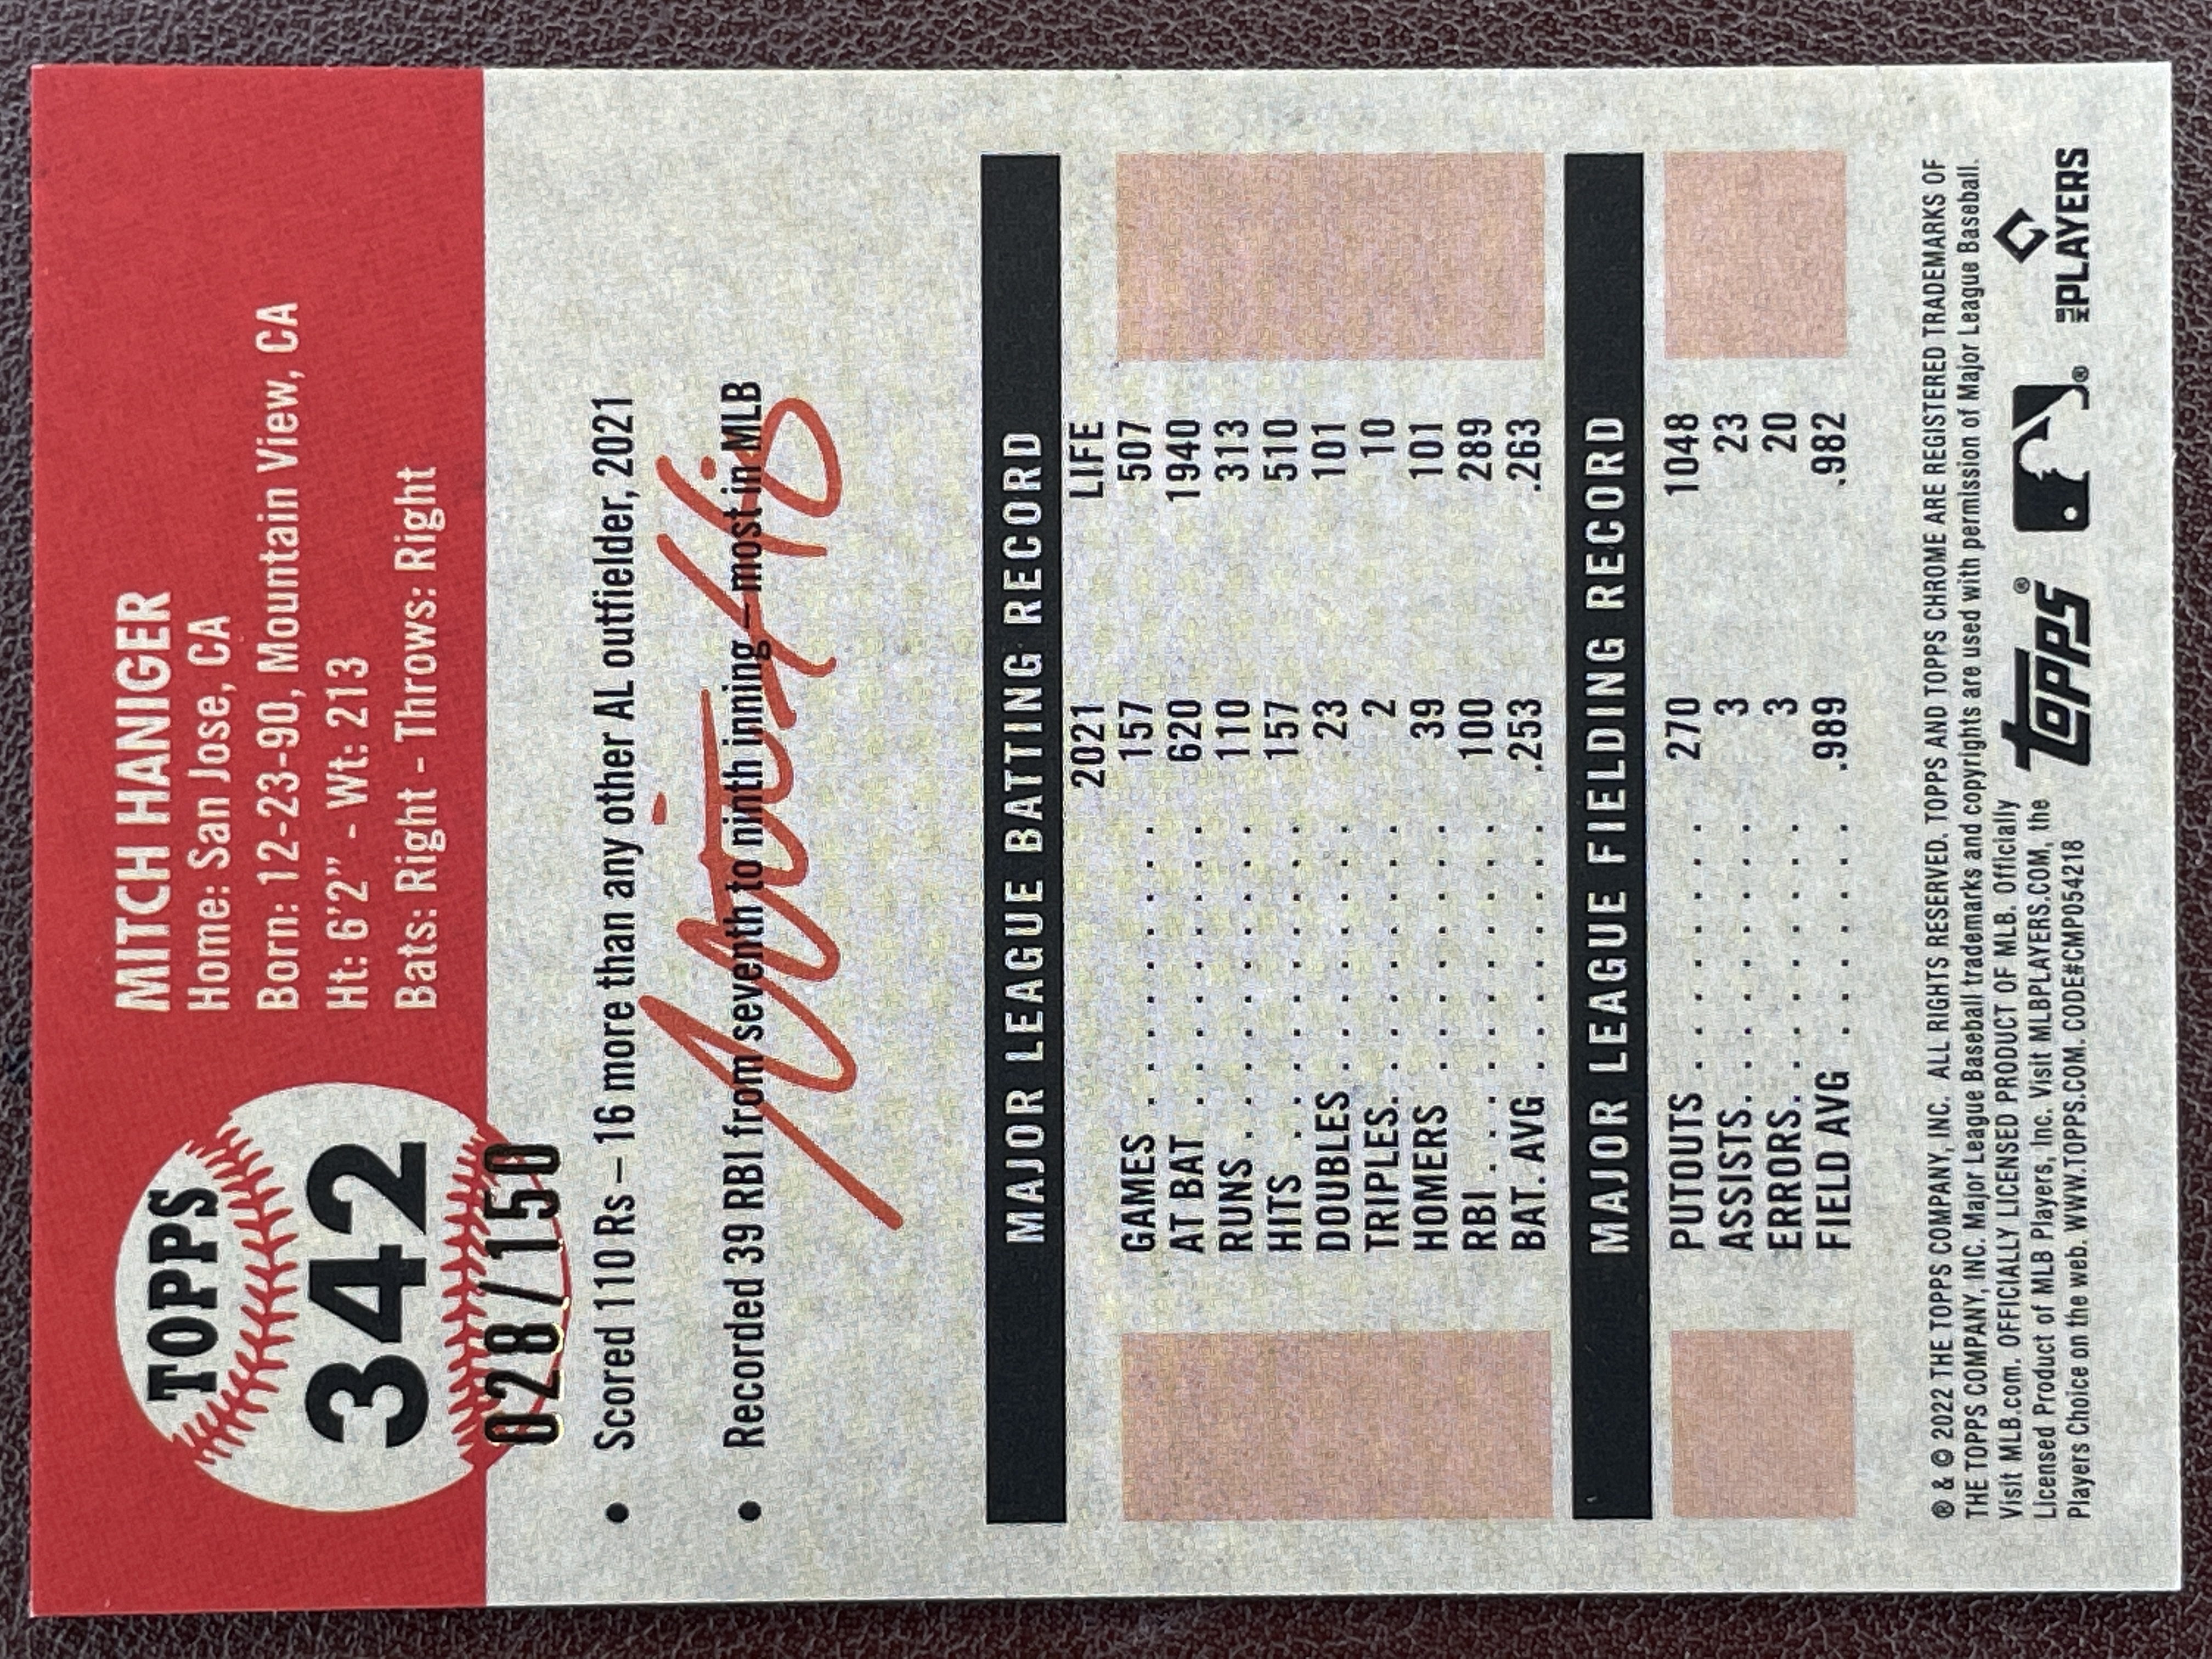 TOPPS
342
028/150
MITCH HANIGER
Home: San Jose, CA
Born: 12-23-90, Mountain View, CA
Ht: 6'2” - Wt: 213
Bats: Right - Throws: Right
• Scored 110 Rs – 16 more than any other AL outfielder, 2021
• Recorded 39 RBI from seventh to ninth inning – most in MLB
MAJOR LEAGUE BATTING RECORD
2021 LIFE
GAMES . . . . . . . 157 507
AT BAT . . . . . . . 620 1940
RUNS . . . . . . . . 110 313
HITS . . . . . . . . 157 510
DOUBLES . . . . . . 23 101
TRIPLES. . . . . . . 2 10
HOMERS . . . . . . 39 101
RBI . . . . . . . . . 100 289
BAT. AVG . . . . . . .253 .263
MAJOR LEAGUE FIELDING RECORD
PUTOUTS . . . . . . 270 1048
ASSISTS. . . . . . . 3 23
ERRORS. . . . . . . 3 20
FIELD AVG . . . . . .989 .982
® & © 2022 THE TOPPS COMPANY, INC. ALL RIGHTS RESERVED. TOPPS AND TOPPS CHROME ARE REGISTERED TRADEMARKS OF
THE TOPPS COMPANY, INC. Major League Baseball trademarks and copyrights are used with permission of Major League Baseball.
Visit MLB.com. OFFICIALLY LICENSED PRODUCT OF MLB. Officially
Licensed Product of MLB Players, Inc. Visit MLBPLAYERS.COM, the
Players Choice on the web. WWW.TOPPS.COM. CODE#CMP054218
Topps®
®
THE PLAYERS